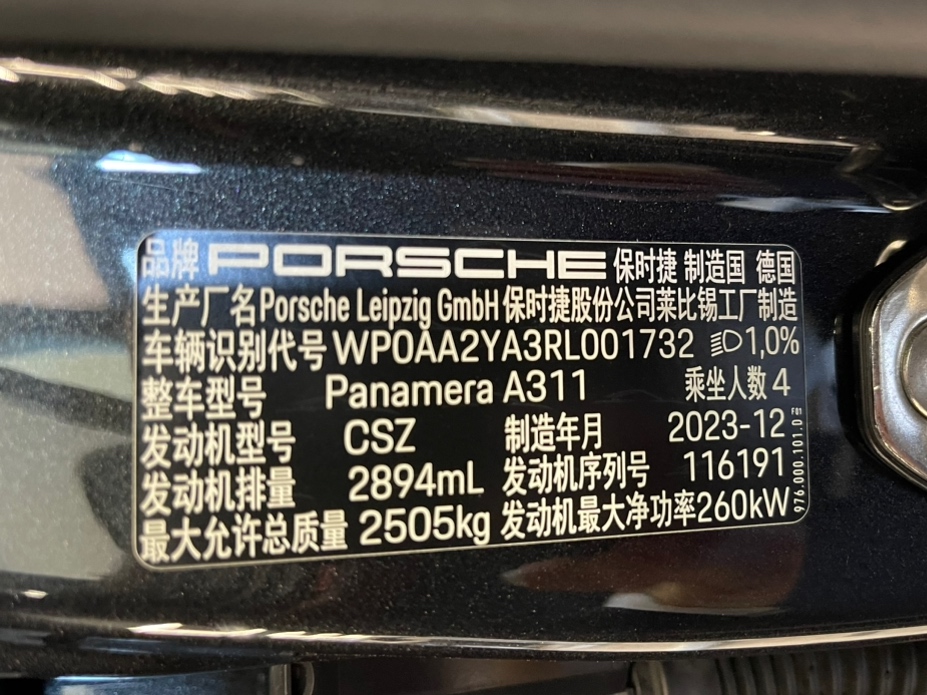 品牌 PORSCHE 保时捷 制造国 德国
生产厂名 Porsche Leipzig GmbH 保时捷股份公司莱比锡工厂制造
车辆识别代号 WP0AA2YA3RL001732 1,0%
整车型号 Panamera A311 乘坐人数 4
发动机型号 CSZ 制造年月 2023-12
发动机排量 2894mL 发动机序列号 116191
最大允许总质量 2505kg 发动机最大净功率 260kW
976.000.101.0 F01